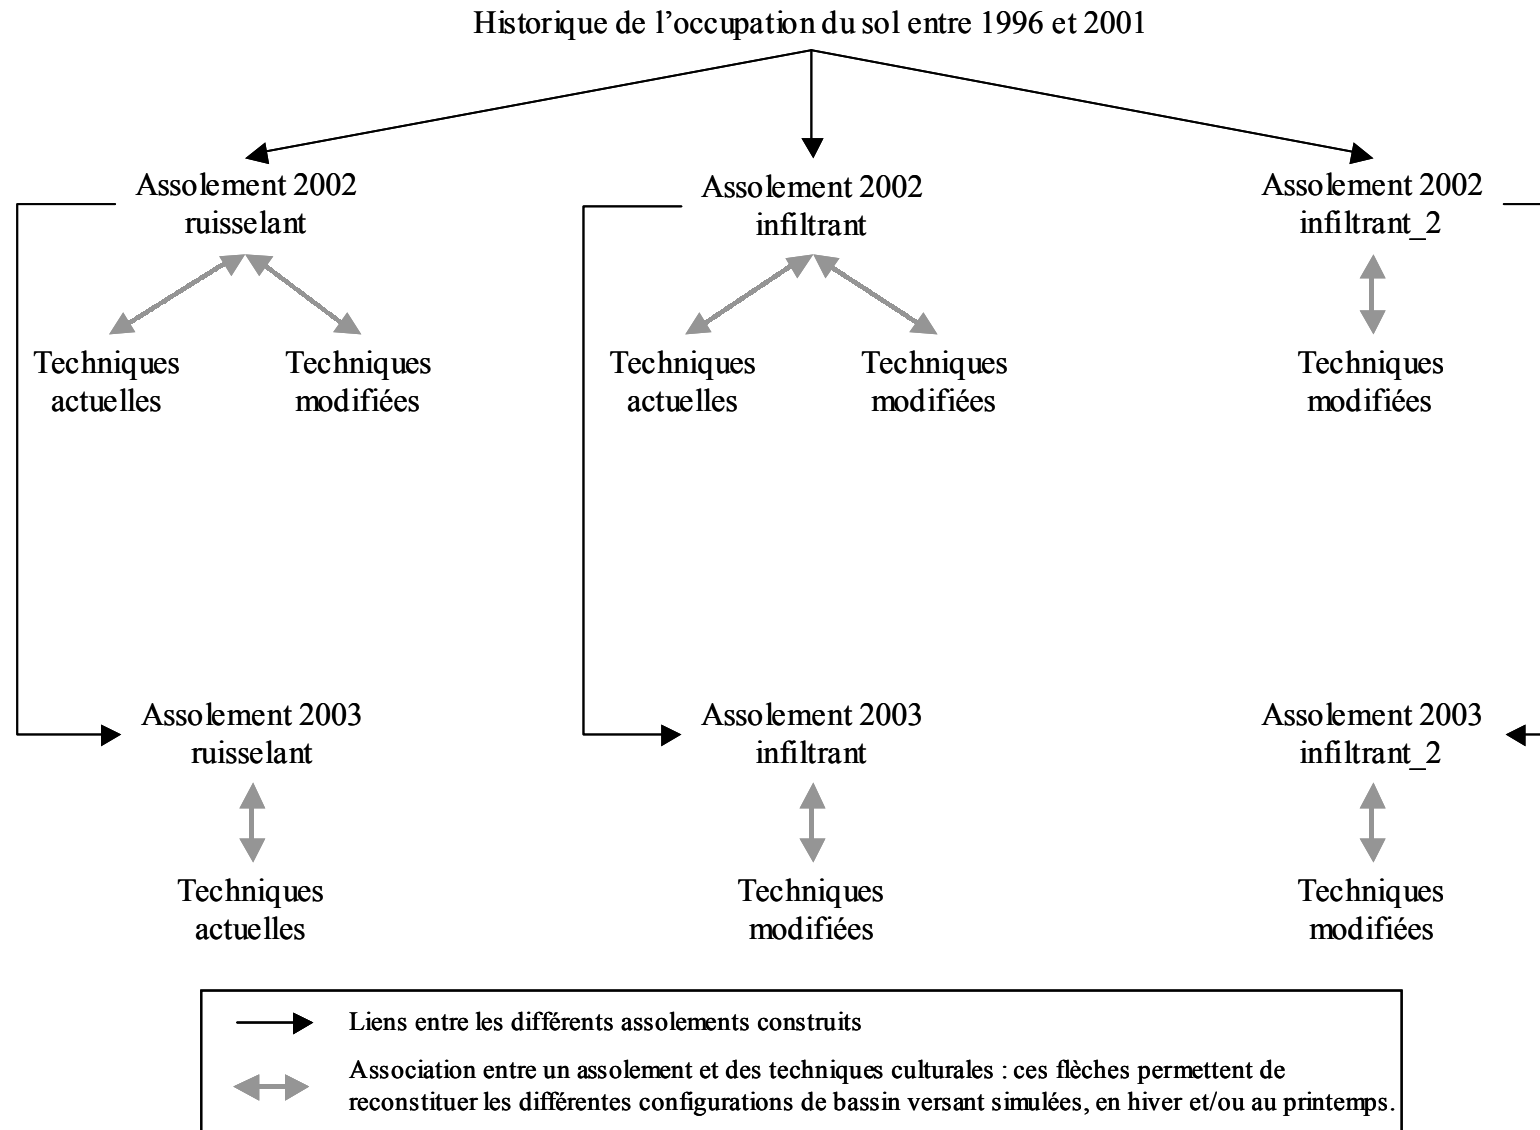 Historique de l'occupation du sol entre 1996 et 2001
Assolement 2002
ruisselant
Assolement 2002
infiltrant
Assolement 2002
infiltrant_2
Techniques
actuelles
Techniques
modifiées
Techniques
actuelles
Techniques
modifiées
Techniques
modifiées
Assolement 2003
ruisselant
Assolement 2003
infiltrant
Assolement 2003
infiltrant_2
Techniques
actuelles
Techniques
modifiées
Techniques
modifiées
Liens entre les différents assolements construits
Association entre un assolement et des techniques culturales : ces flèches permettent de
reconstituer les différentes configurations de bassin versant simulées, en hiver et/ou au printemps.